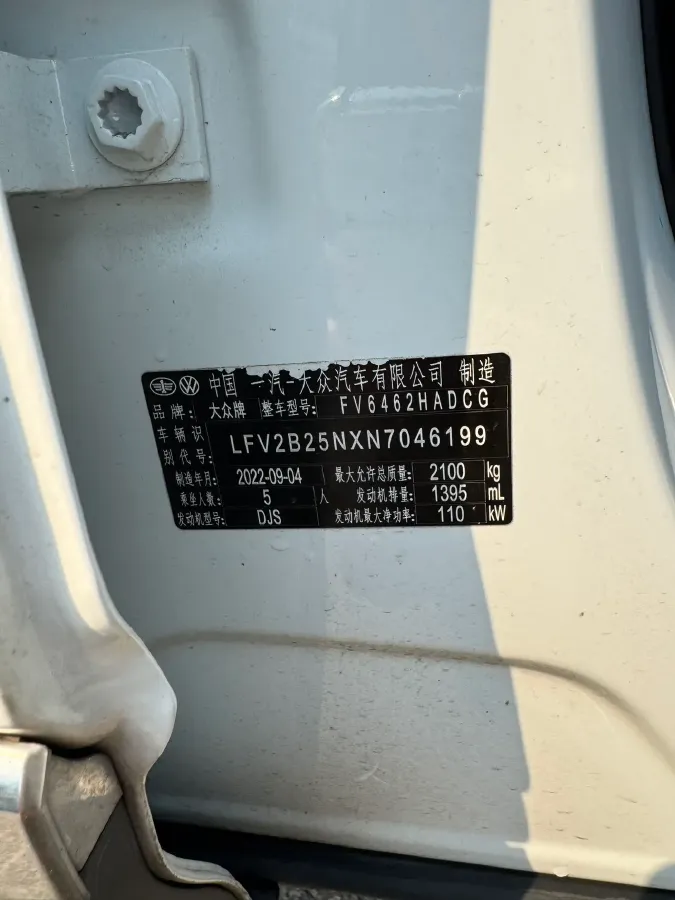 中国 一汽-大众汽车有限公司 制造
品牌: 大众牌 整车型号: FV6462HADCG
车辆识别代号: LFV2B25NXN7046199
制造年月: 2022-09-04 最大允许总质量: 2100 kg
乘坐人数: 5 人 发动机排量: 1395 mL
发动机型号: DJS 发动机最大净功率: 110 kW